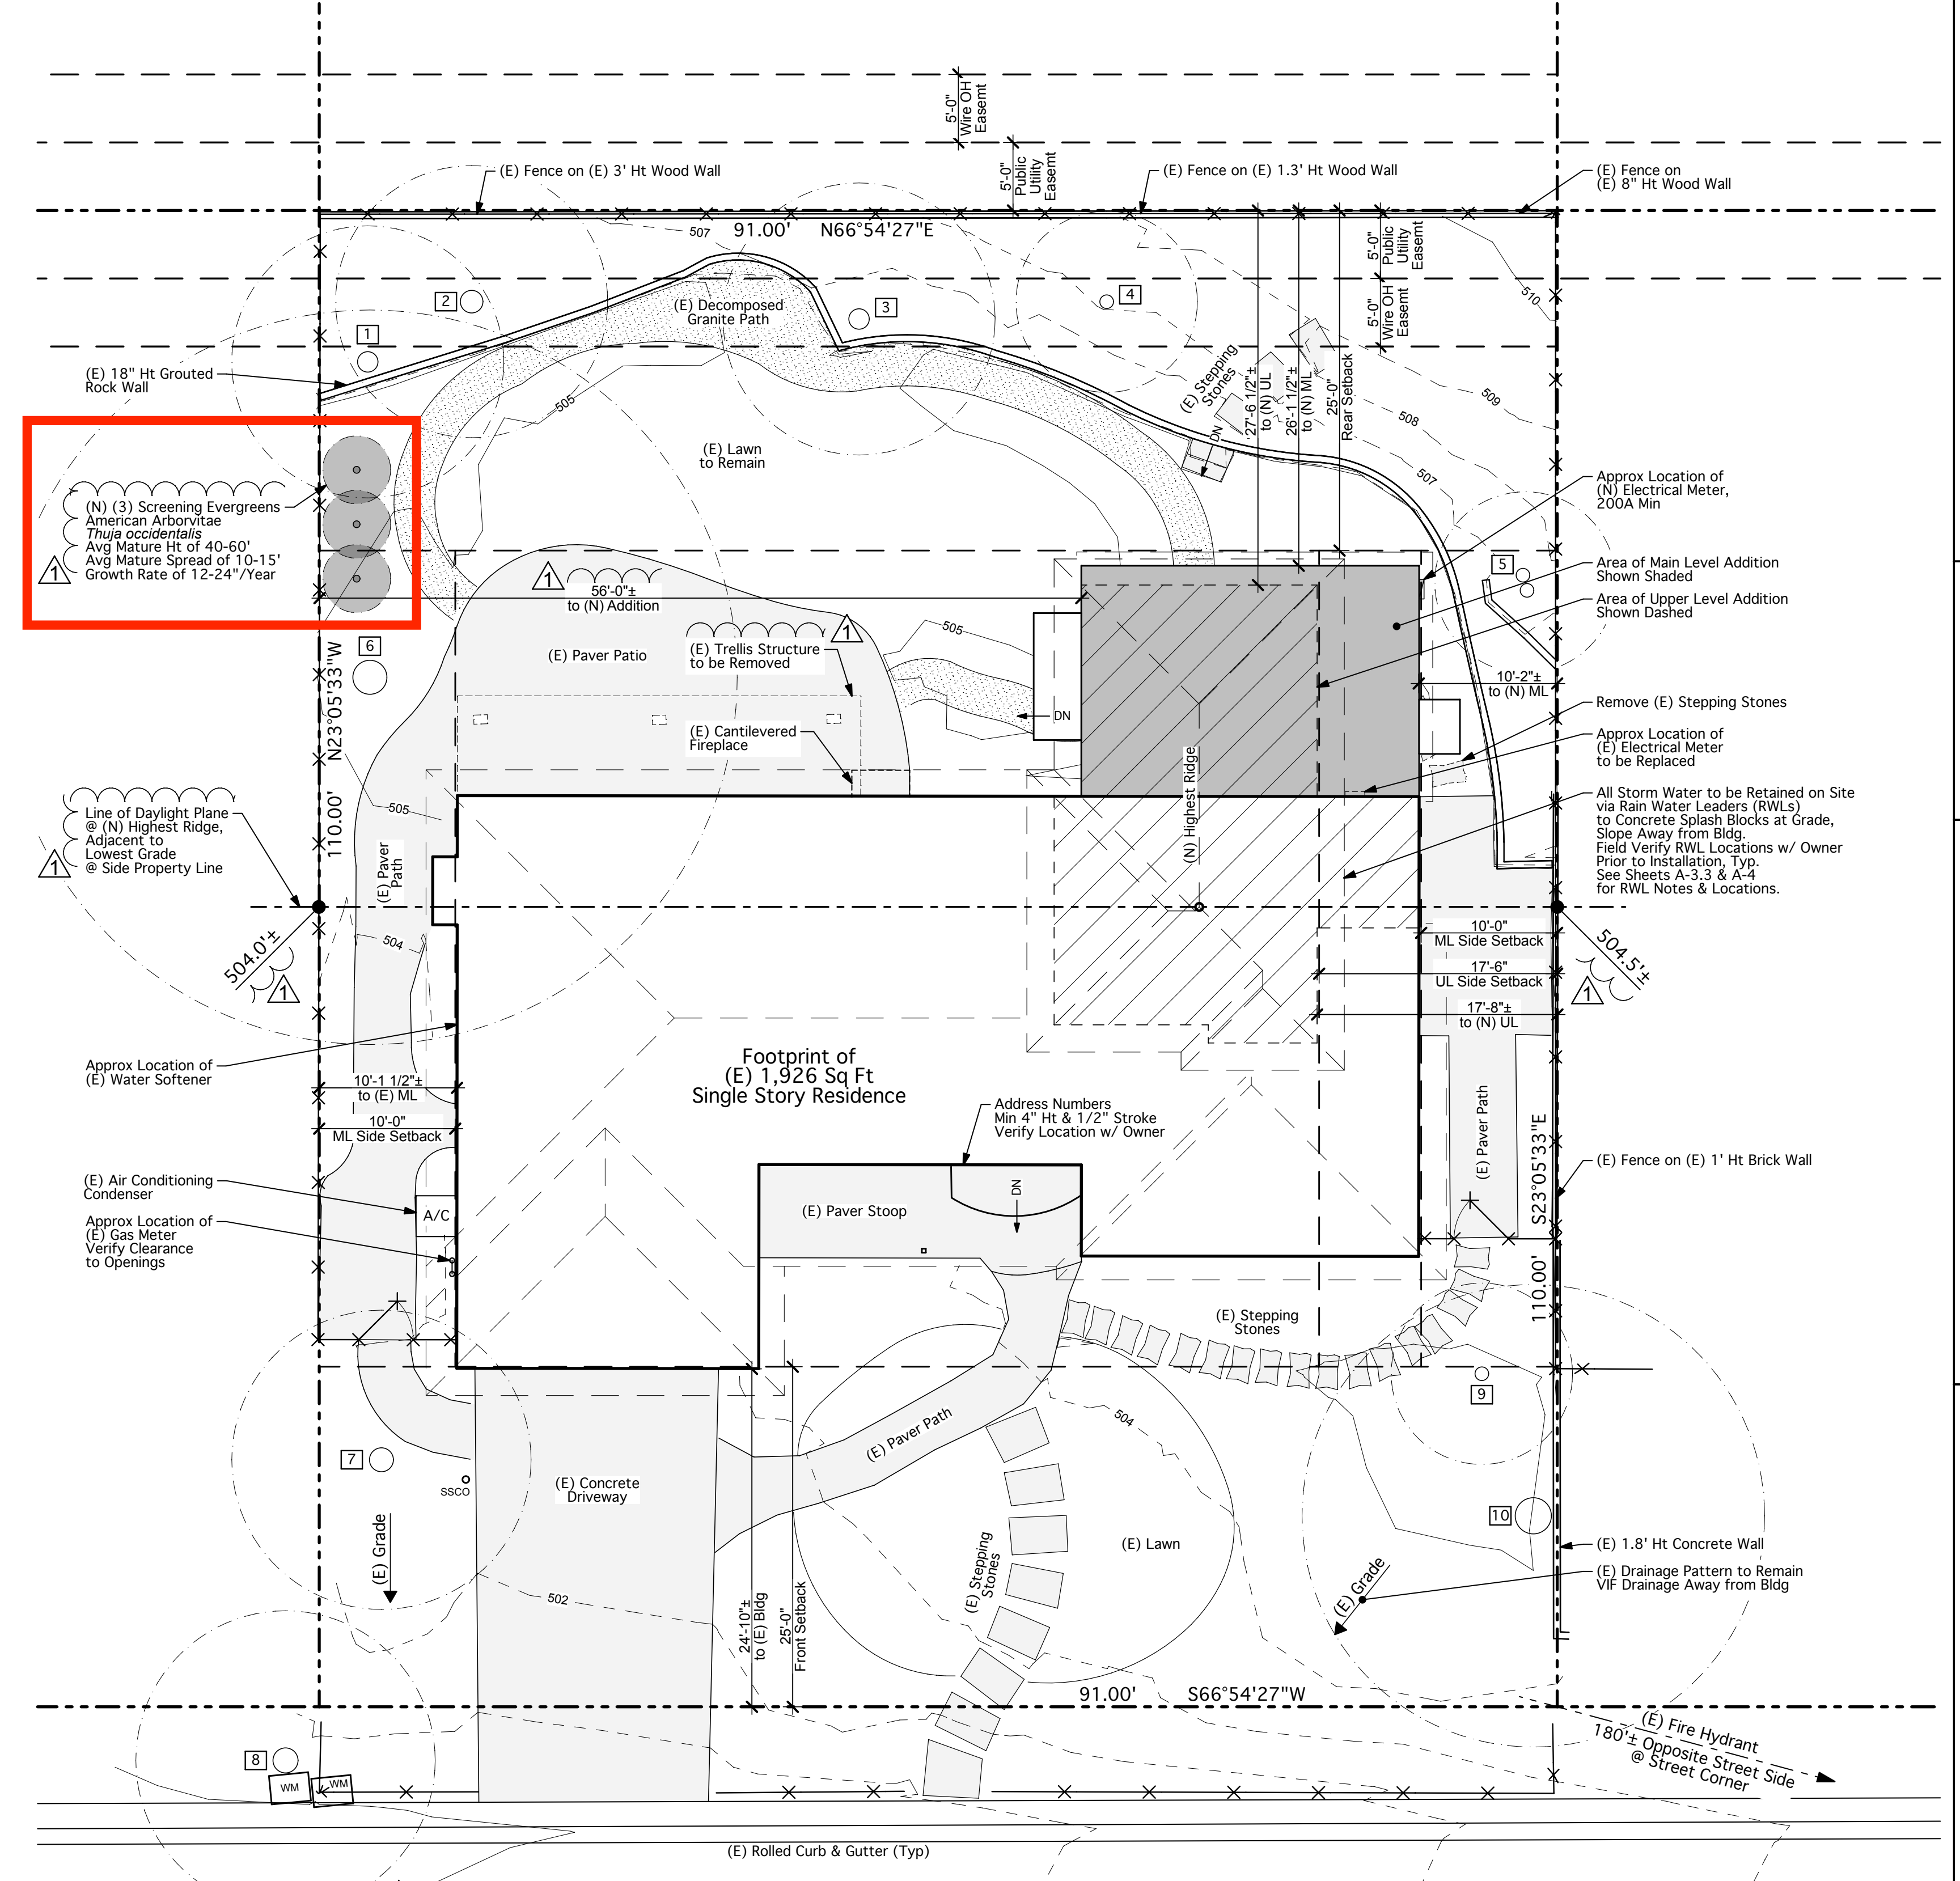 5'-0"
Wire OH
Easemt
5'-0"
Public
Utility
Easemt
(E) Fence on (E) 3' Ht Wood Wall
(E) Fence on (E) 1.3' Ht Wood Wall
(E) Fence on
(E) 8" Ht Wood Wall
507
91.00' N66°54'27"E
5'-0"
Public
Utility
Easemt
5'-0"
Wire OH
Easemt
510
2
1
3
4
(E) Decomposed
Granite Path
(E) 18" Ht Grouted
Rock Wall
505
(E) Stepping
Stones
27'-6 1/2"±
to (N) UL
26'-1 1/2"±
to (N) ML
25'-0"
Rear Setback
509
508
507
DN
(E) Lawn
to Remain
(N) (3) Screening Evergreens
American Arborvitae
Thuja occidentalis
Avg Mature Ht of 40-60'
Avg Mature Spread of 10-15'
Growth Rate of 12-24"/Year
1
Approx Location of
(N) Electrical Meter,
200A Min
5
Area of Main Level Addition
Shown Shaded
Area of Upper Level Addition
Shown Dashed
1
56'-0"±
to (N) Addition
1
505
(E) Trellis Structure
to be Removed
(E) Paver Patio
6
N23°05'33"W
110.00'
10'-2"±
to (N) ML
DN
(E) Cantilevered
Fireplace
Remove (E) Stepping Stones
Approx Location of
(E) Electrical Meter
to be Replaced
(N) Highest Ridge
All Storm Water to be Retained on Site
via Rain Water Leaders (RWLs)
to Concrete Splash Blocks at Grade,
Slope Away from Bldg.
Field Verify RWL Locations w/ Owner
Prior to Installation, Typ.
See Sheets A-3.3 & A-4
for RWL Notes & Locations.
Line of Daylight Plane
@ (N) Highest Ridge,
Adjacent to
Lowest Grade
@ Side Property Line
1
505
(E) Paver
Path
504
504.0'±
1
10'-0"
ML Side Setback
504.5'±
1
17'-6"
UL Side Setback
17'-8"±
to (N) UL
Approx Location of
(E) Water Softener
10'-1 1/2"±
to (E) ML
10'-0"
ML Side Setback
Footprint of
(E) 1,926 Sq Ft
Single Story Residence
Address Numbers
Min 4" Ht & 1/2" Stroke
Verify Location w/ Owner
(E) Paver Path
S23°05'33"E
110.00'
(E) Fence on (E) 1' Ht Brick Wall
(E) Air Conditioning
Condenser
A/C
Approx Location of
(E) Gas Meter
Verify Clearance
to Openings
(E) Paver Stoop
DN
(E) Stepping
Stones
9
504
(E) Paver Path
7
SSCO
(E) Concrete
Driveway
10
(E) Grade
(E) Stepping
Stones
(E) Lawn
(E) 1.8' Ht Concrete Wall
(E) Drainage Pattern to Remain
VIF Drainage Away from Bldg
(E) Grade
502
24'-10"±
to (E) Bldg
25'-0"
Front Setback
91.00' S66°54'27"W
8
WM
WM
(E) Fire Hydrant
180'± Opposite Street Side
@ Street Corner
(E) Rolled Curb & Gutter (Typ)